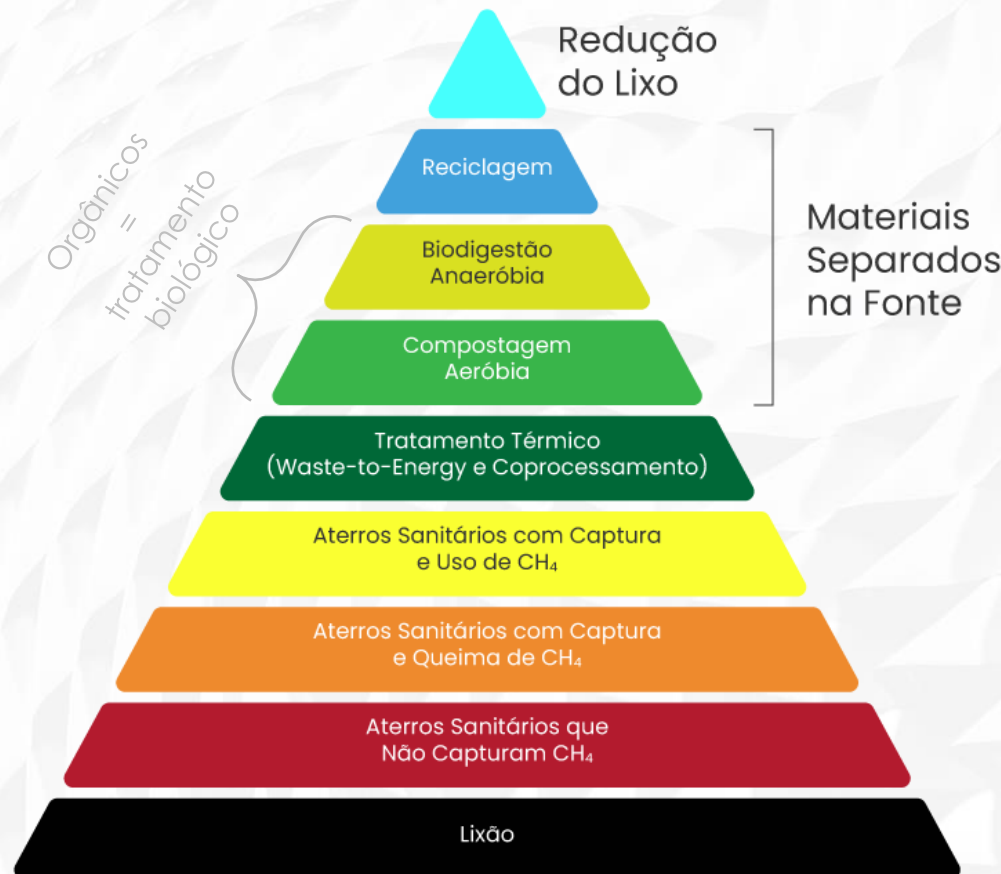 Redução
do Lixo
Reciclagem
Orgânicos
=
tratamento
biológico
Biodigestão
Anaeróbia
Materiais
Separados
na Fonte
Compostagem
Aeróbia
Tratamento Térmico
(Waste-to-Energy e Coprocessamento)
Aterros Sanitários com Captura
e Uso de CH₄
Aterros Sanitários com Captura
e Queima de CH₄
Aterros Sanitários que
Não Capturam CH₄
Lixão